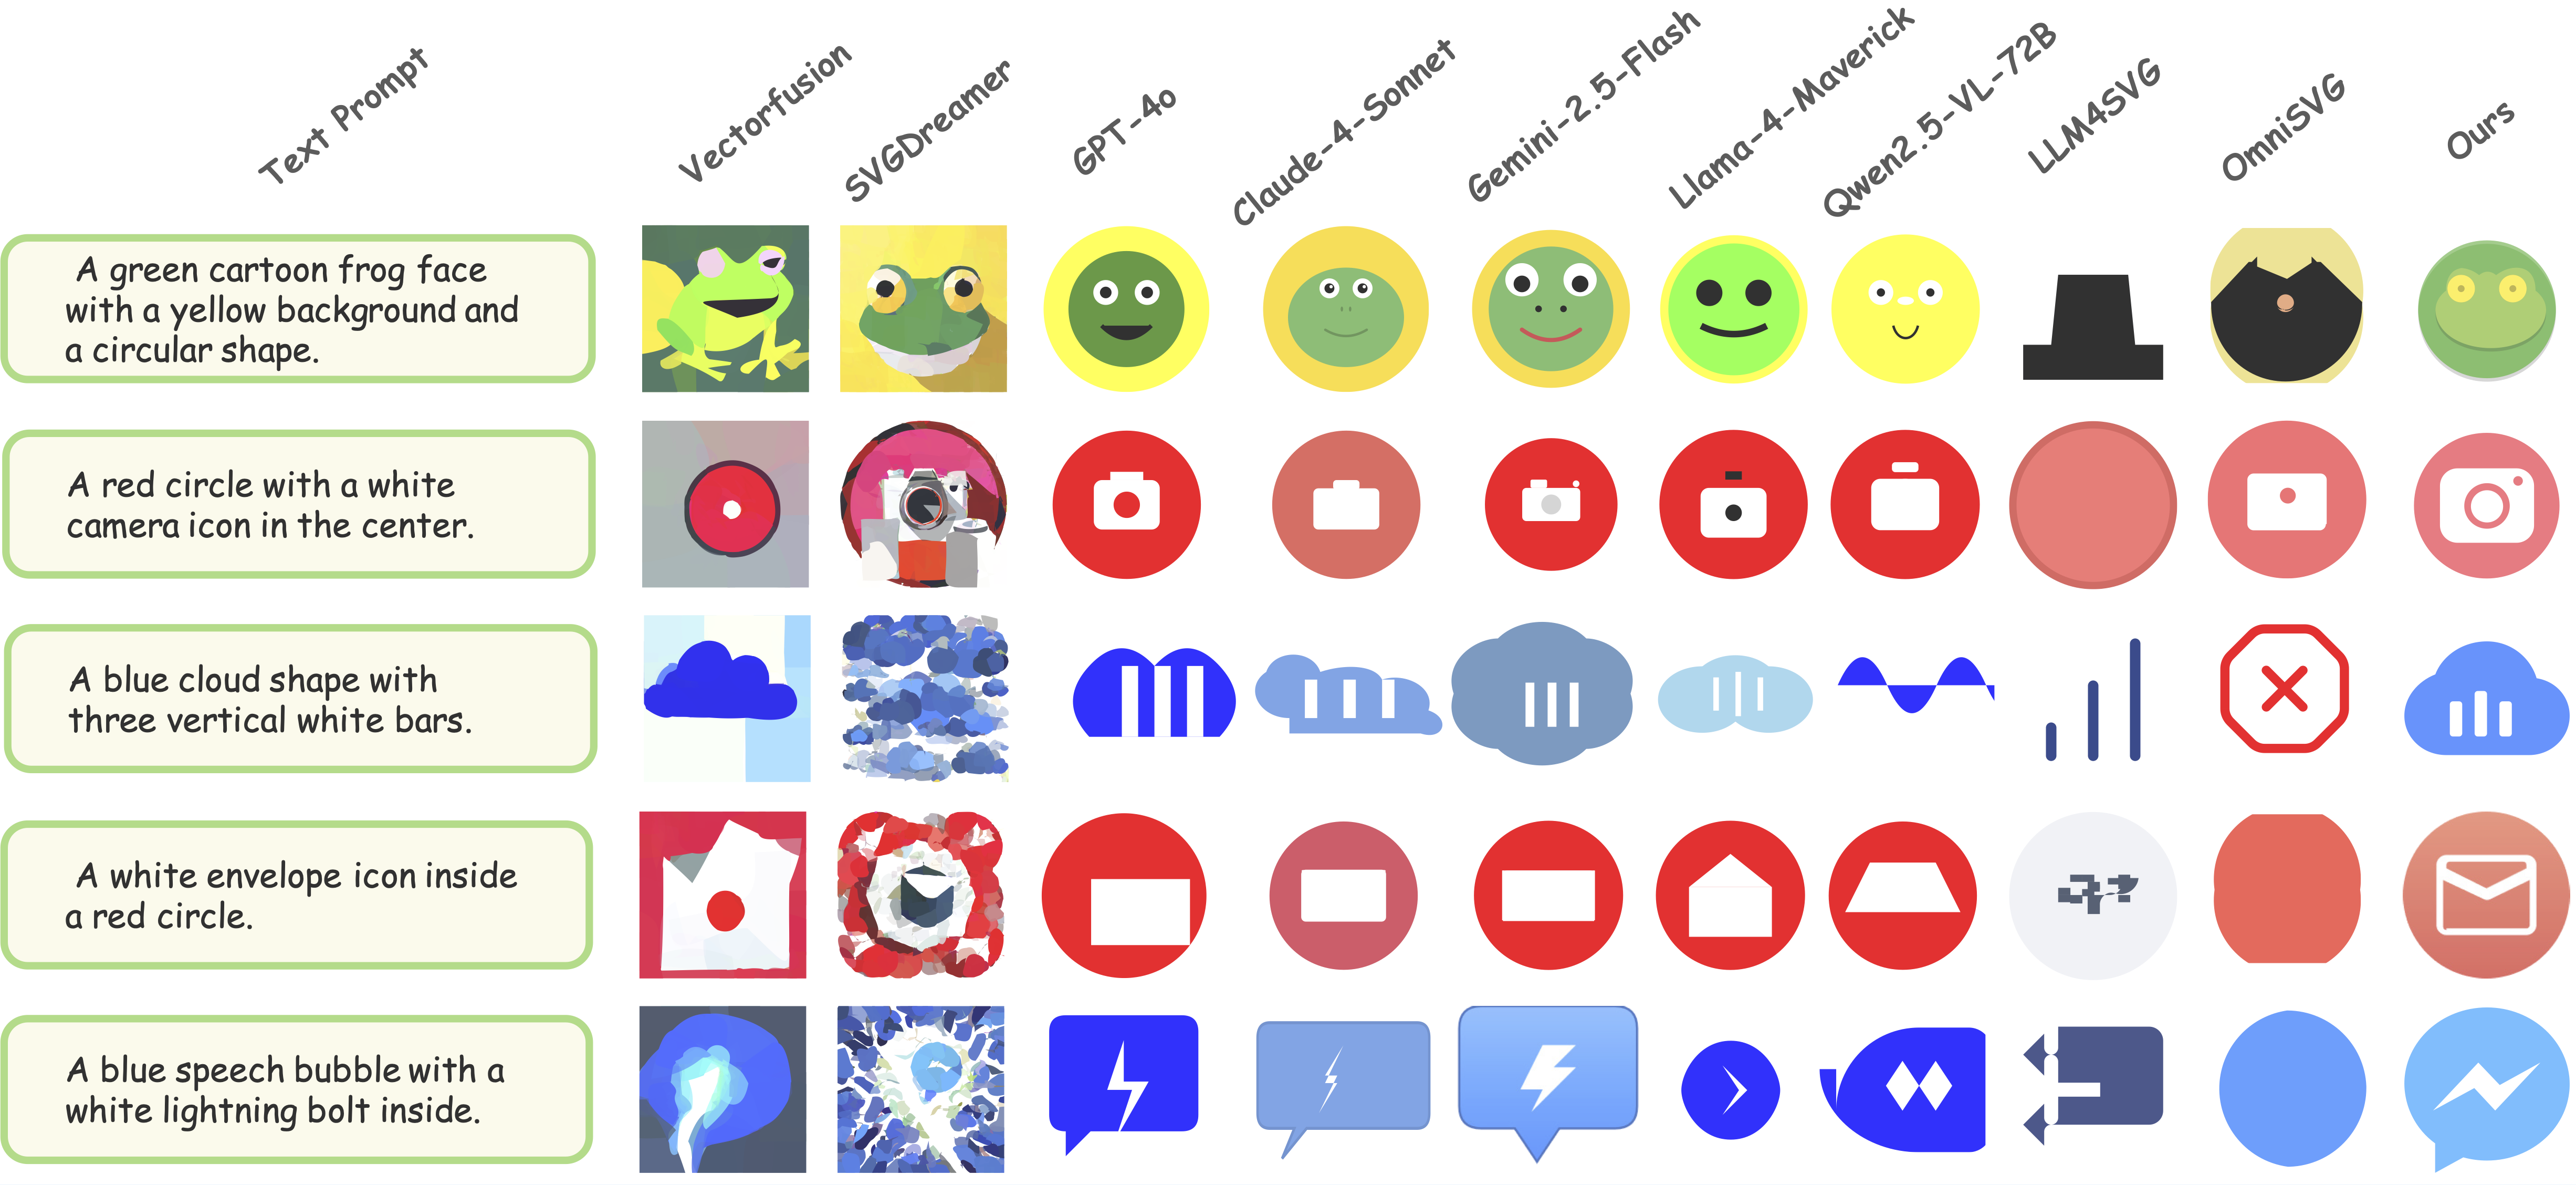 Text Prompt
Vectorfusion
SVGDreamer
GPT-4o
Claude-4-Sonnet
Gemini-2.5-Flash
Llama-4-Maverick
Qwen2.5-VL-72B
LLM4SVG
OmniSVG
Ours
A green cartoon frog face
with a yellow background and
a circular shape.
A red circle with a white
camera icon in the center.
A blue cloud shape with
three vertical white bars.
A white envelope icon inside
a red circle.
A blue speech bubble with a
white lightning bolt inside.